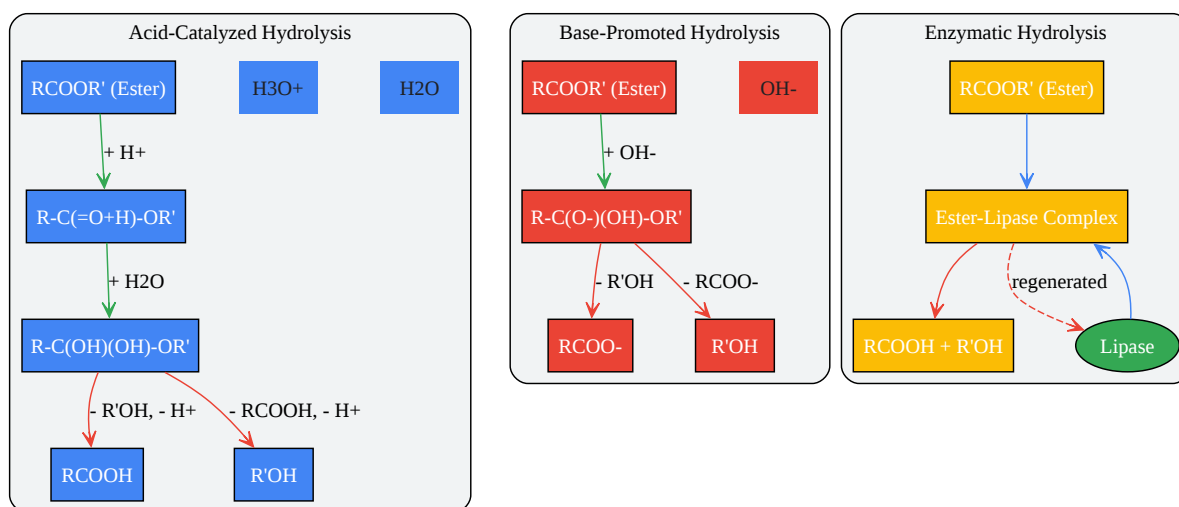 Acid-Catalyzed Hydrolysis
RCOOR' (Ester)
H3O+
H2O
+ H+
R-C(=O+H)-OR'
+ H2O
R-C(OH)(OH)-OR'
- R'OH, - H+
- RCOOH, - H+
RCOOH
R'OH
Base-Promoted Hydrolysis
RCOOR' (Ester)
OH-
+ OH-
R-C(O-)(OH)-OR'
- R'OH
- RCOO-
RCOO-
R'OH
Enzymatic Hydrolysis
RCOOR' (Ester)
Ester-Lipase Complex
regenerated
RCOOH + R'OH
Lipase